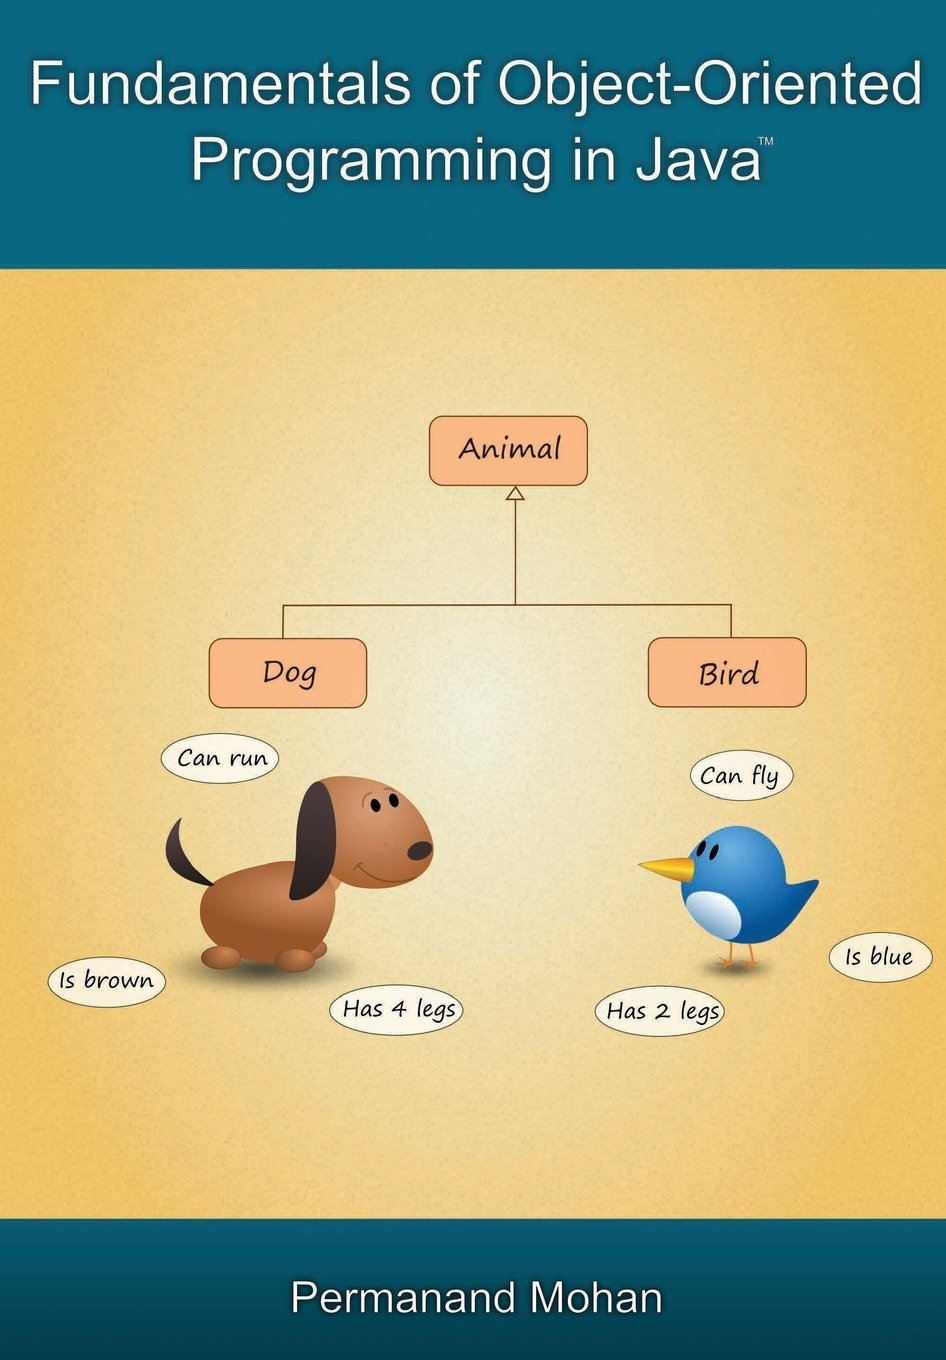 Fundamentals of Object-Oriented
Programming in Java™
Animal
Dog
Bird
Can run
Can fly
Is brown
Has 4 legs
Has 2 legs
Is blue
Permanand Mohan